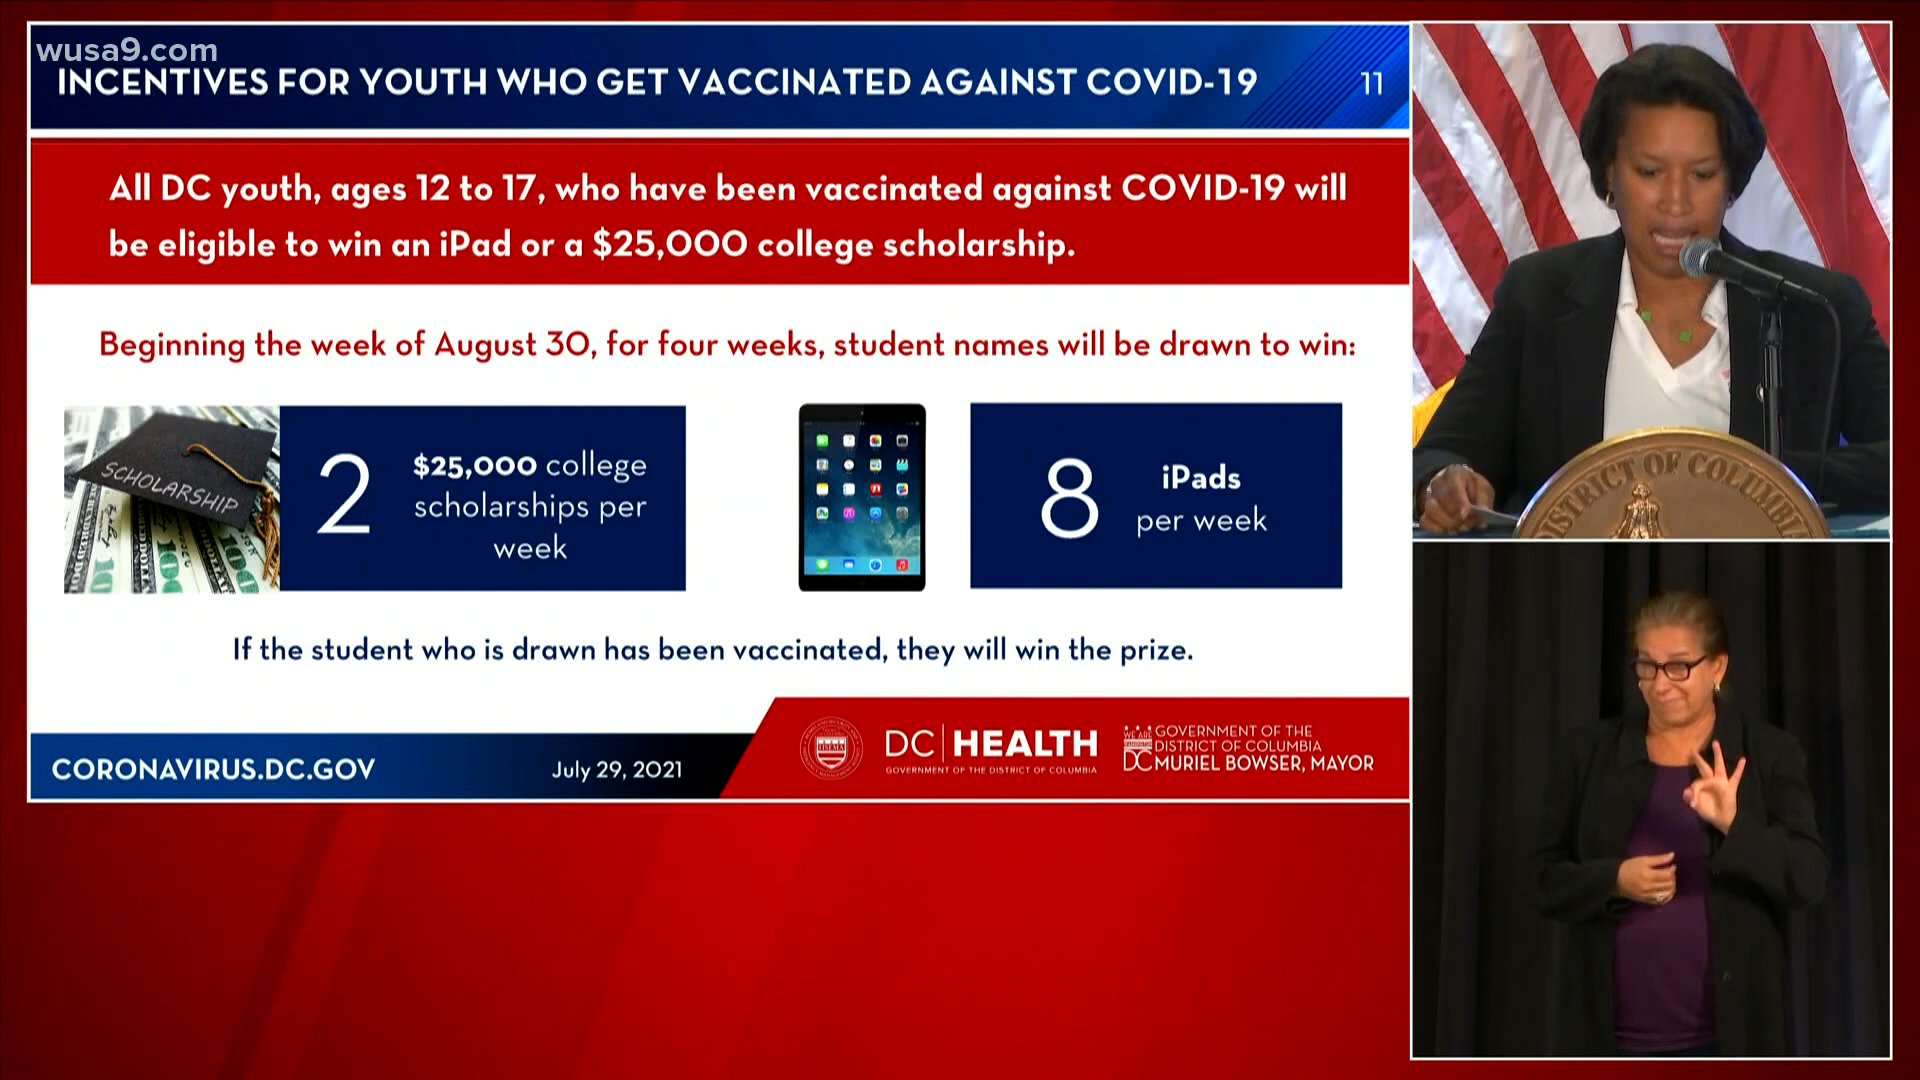 wusa9.com
INCENTIVES FOR YOUTH WHO GET VACCINATED AGAINST COVID-19
11
All DC youth, ages 12 to 17, who have been vaccinated against COVID-19 will
be eligible to win an iPad or a $25,000 college scholarship.
Beginning the week of August 30, for four weeks, student names will be drawn to win:
SCHOLARSHIP
2
$25,000 college
scholarships per
week
8
iPads
per week
If the student who is drawn has been vaccinated, they will win the prize.
CORONAVIRUS.DC.GOV
July 29, 2021
DC HEALTH
GOVERNMENT OF THE DISTRICT OF COLUMBIA
WE ARE
WASHINGTON
DC
GOVERNMENT OF THE
DISTRICT OF COLUMBIA
MURIEL BOWSER, MAYOR
DISTRICT OF COLUMBIA